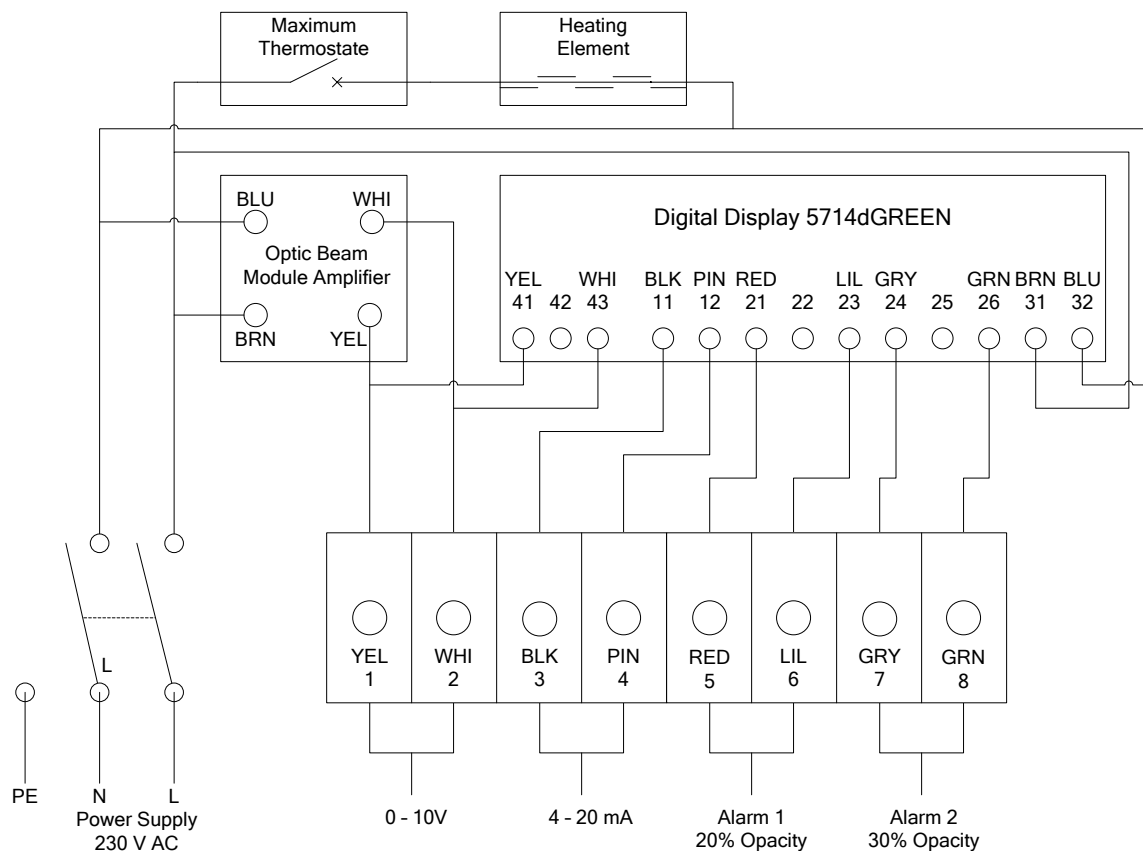 Maximum
Thermostate
Heating
Element
BLU
WHI
Optic Beam
Module Amplifier
BRN
YEL
Digital Display 5714dGREEN
YEL WHI BLK PIN RED LIL GRY GRN BRN BLU
41 42 43 11 12 21 22 23 24 25 26 31 32
L
YEL WHI BLK PIN RED LIL GRY GRN
1 2 3 4 5 6 7 8
PE N L
Power Supply
230 V AC
0 - 10V
4 - 20 mA
Alarm 1
20% Opacity
Alarm 2
30% Opacity